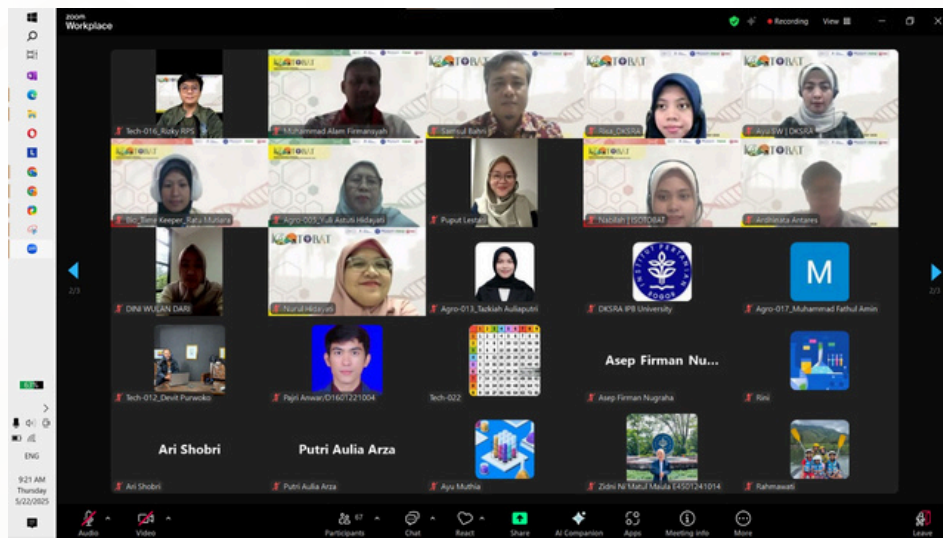 zoom
Workplace
Recording
View
Tech-016_Rizky RPS
Muhammad Alam Firmansyah
Samsul Bahri
Risa_DKSRA
Ayu BW | DKSRA
Bio_Time Keeper_Ratu Mutiara
Agro-005_Yuli Astuti Hidayati
Puput Lestari
Nabilah | ISOTOBAT
Ardhinata Antares
DINI WULAN DARI
Nurul Hidayati
Agro-013_Tazkiah Auliaputri
INSTITUT PERTANIAN BOGOR
DKSRA IPB University
M
Agro-017_Muhammad Fathul Amin
2/3
2/3
Tech-012_Devit Purwoko
Pajri Anwar/D1601221004
Tech-022
Asep Firman Nu...
Asep Firman Nugraha
Rini
Ari Shobri
Ari Shobri
Putri Aulia Arza
Putri Aulia Arza
Ayu Muthia
Zidni Ni'Matul Maula E4501241014
Rahmawati
ENG
9:21 AM
Thursday
5/22/2025
Audio
Video
Participants
67
Chat
React
Share
AI Companion
Apps
Meeting info
More
Leave